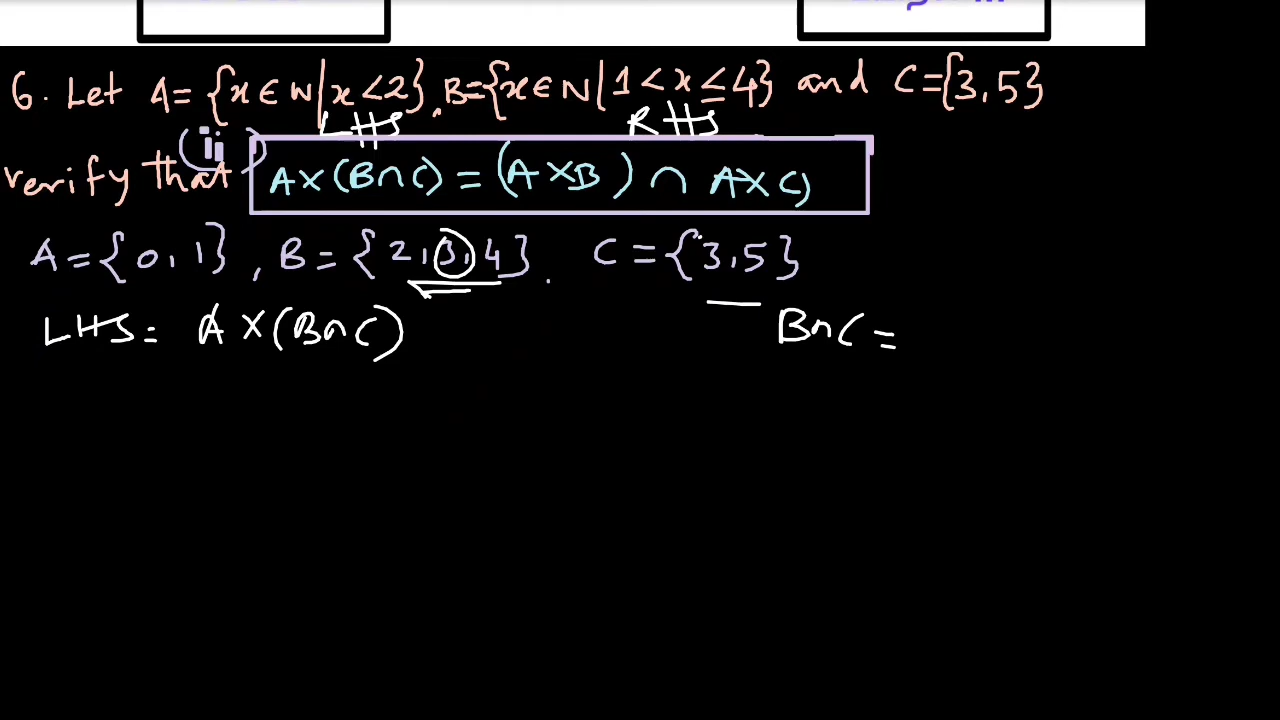 6. Let A = {x ∈ N | x < 2}, B = {x ∈ N | 1 < x ≤ 4} and C = {3, 5}
LHS RHS
verify that (ii) A × (B ∩ C) = (A × B) ∩ A × C)
A = {0, 1}, B = {2, 3, 4}. C = {3, 5}
LHS = A × (B ∩ C) B ∩ C =